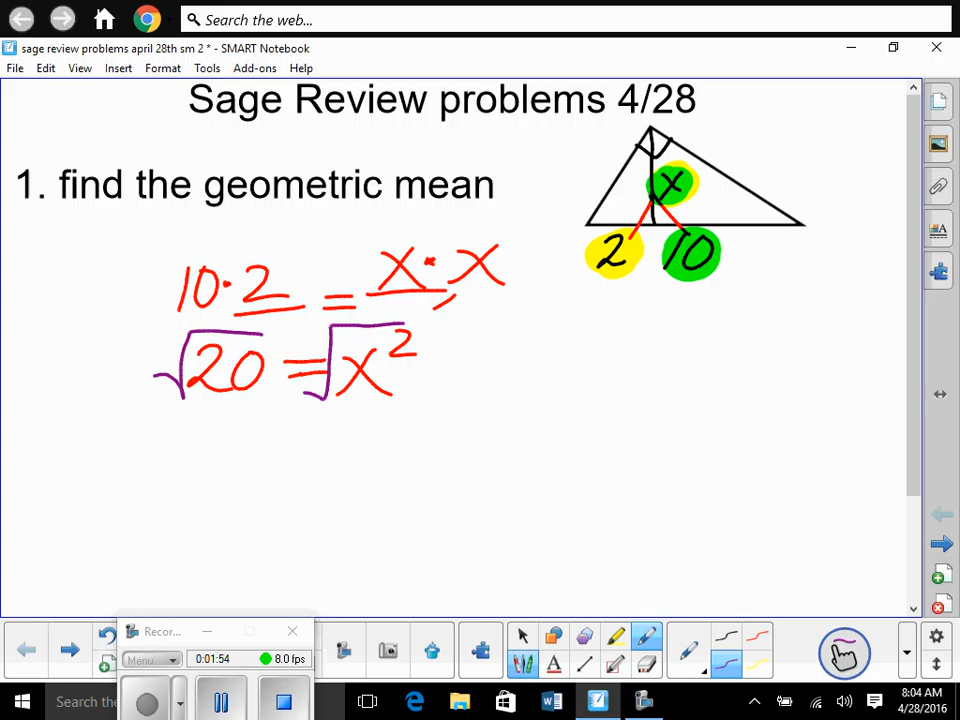 Search the web...
sage review problems april 28th sm 2 * - SMART Notebook
File Edit View Insert Format Tools Add-ons Help
Sage Review problems 4/28
1. find the geometric mean
x
2 10
10·2 = x·x
√20 = √x²
Recor...
Menu 0:01:54 8.0 fps
Search the
8:04 AM
4/28/2016